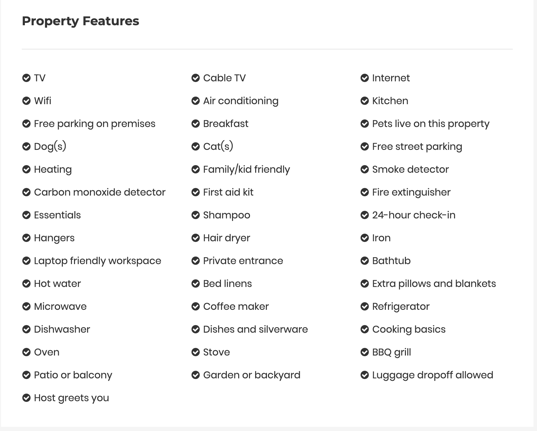 Property Features
TV
Cable TV
Internet
Wifi
Air conditioning
Kitchen
Free parking on premises
Breakfast
Pets live on this property
Dog(s)
Cat(s)
Free street parking
Heating
Family/kid friendly
Smoke detector
Carbon monoxide detector
First aid kit
Fire extinguisher
Essentials
Shampoo
24-hour check-in
Hangers
Hair dryer
Iron
Laptop friendly workspace
Private entrance
Bathtub
Hot water
Bed linens
Extra pillows and blankets
Microwave
Coffee maker
Refrigerator
Dishwasher
Dishes and silverware
Cooking basics
Oven
Stove
BBQ grill
Patio or balcony
Garden or backyard
Luggage dropoff allowed
Host greets you